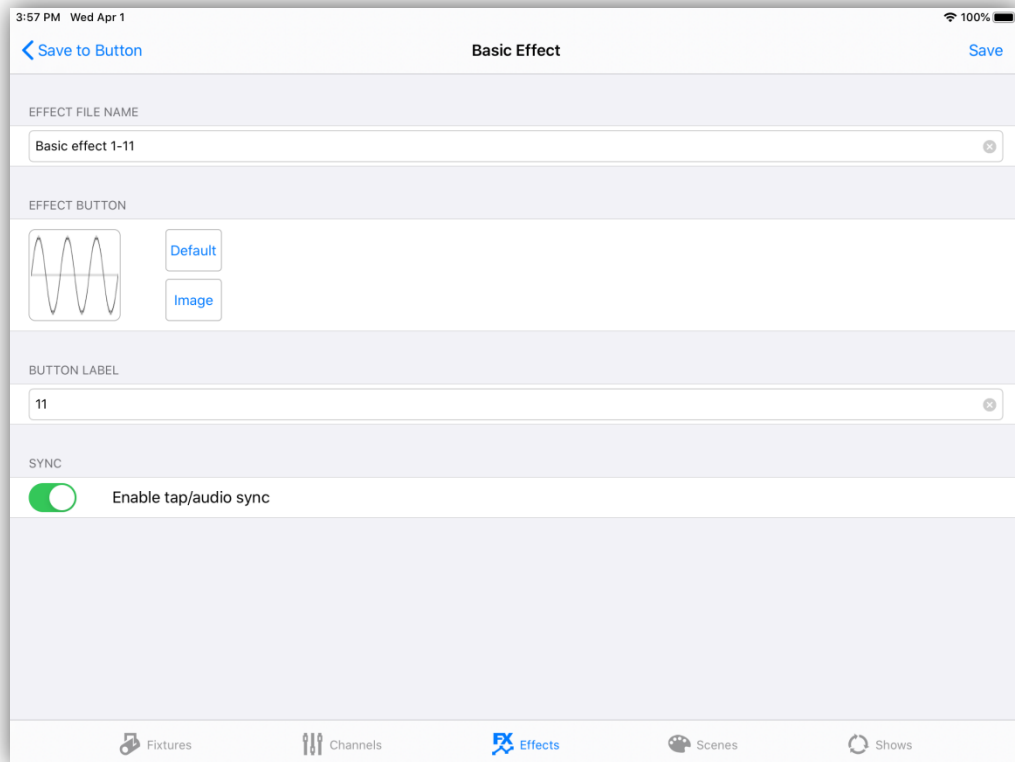 3:57 PM Wed Apr 1 100%
Save to Button Basic Effect Save
EFFECT FILE NAME
Basic effect 1-11
EFFECT BUTTON
Default
Image
BUTTON LABEL
11
SYNC
Enable tap/audio sync
Fixtures Channels FX Effects Scenes Shows